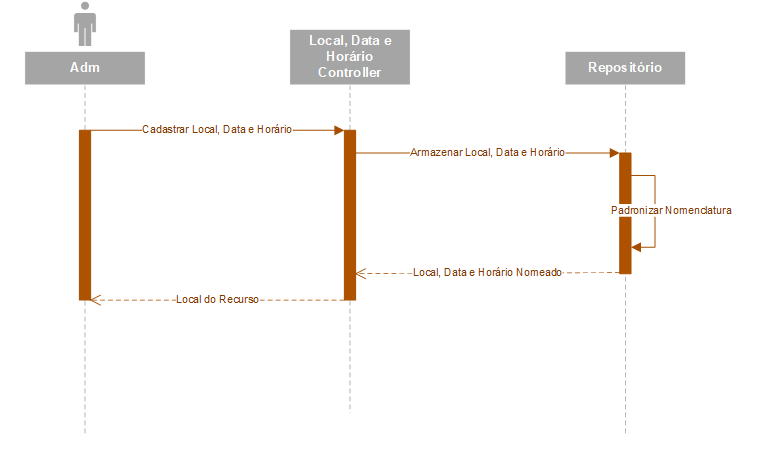 Adm
Local, Data e
Horário
Controller
Repositório
Cadastrar Local, Data e Horário
Armazenar Local, Data e Horário
Padronizar Nomenclatura
Local, Data e Horário Nomeado
Local do Recurso